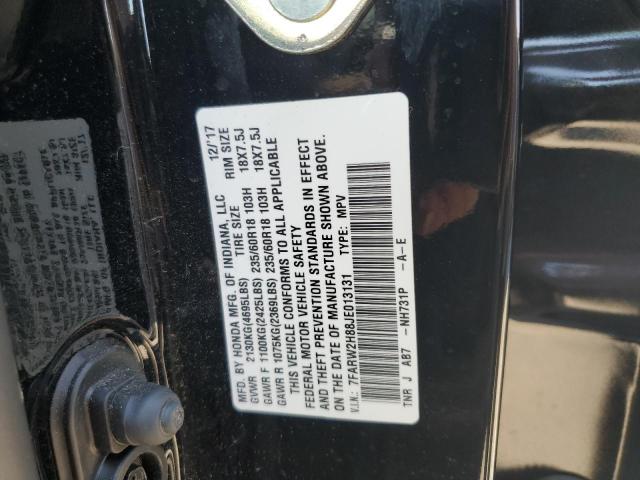 MFD. BY HONDA MFG. OF INDIANA, LLC 12/'17
GVWR 2130KG(4695LBS) TIRE SIZE RIM SIZE
GAWR F 1100KG(2425LBS) 235/60R18 103H 18X7.5J
GAWR R 1075KG(2369LBS) 235/60R18 103H 18X7.5J
THIS VEHICLE CONFORMS TO ALL APPLICABLE
FEDERAL MOTOR VEHICLE SAFETY
AND THEFT PREVENTION STANDARDS IN EFFECT
ON THE DATE OF MANUFACTURE SHOWN ABOVE.
V.I.N.: 7FARW2H88JE013131 TYPE: MPV
TNR J AB7 -NH731P -A-E